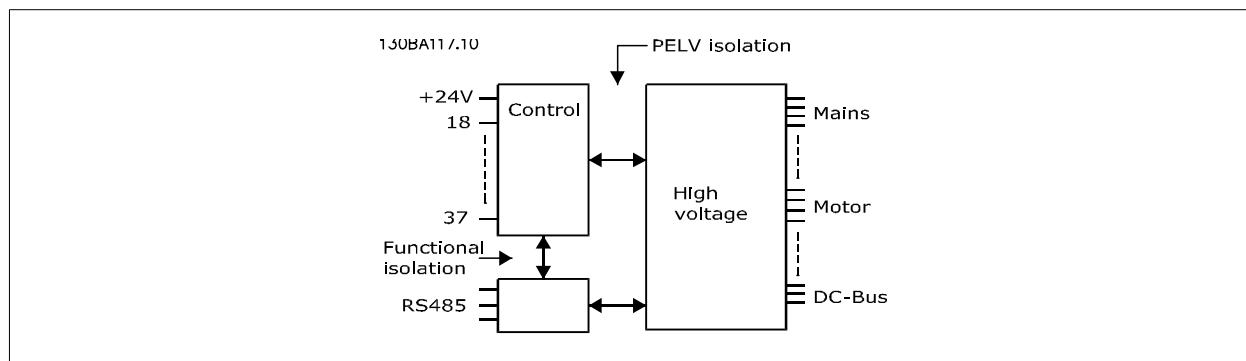 130BA117.10
PELV isolation
+24V
Control
18
Mains
High
voltage
37
Motor
Functional
isolation
RS485
DC-Bus